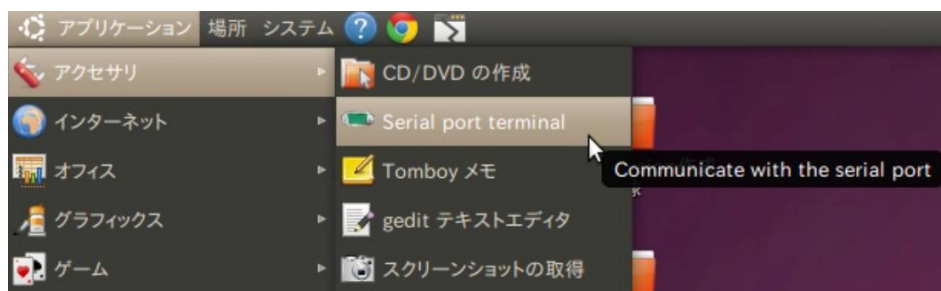 アプリケーション 場所 システム ?
アクセサリ
インターネット
オフィス
グラフィックス
ゲーム
CD/DVD の作成
Serial port terminal
Tomboy メモ
gedit テキストエディタ
スクリーンショットの取得
Communicate with the serial port